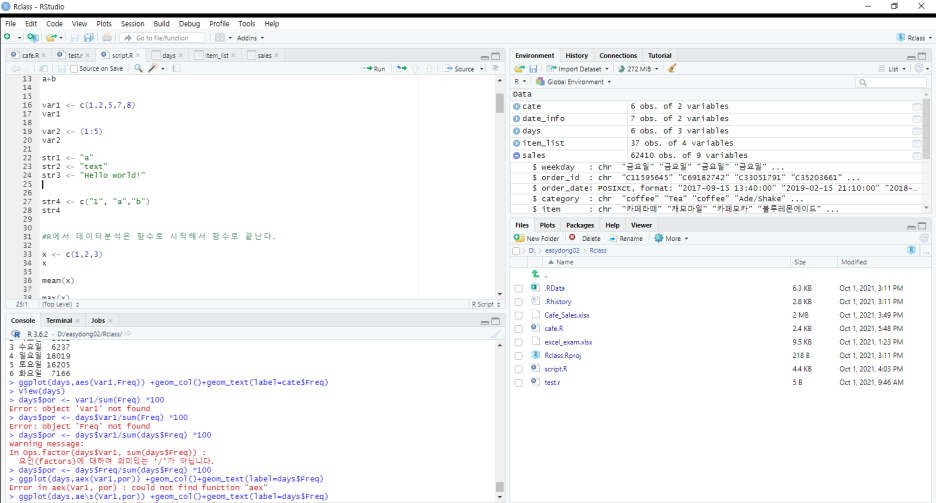 Rclass - RStudio
File Edit Code View Plots Session Build Debug Profile Tools Help
Go to file/function Addins Rclass
cafe.R test.r script.R days item_list sales
Source on Save Run Source
13 a+b
14
15
16 var1 <- c(1,2,5,7,8)
17 var1
18
19 var2 <- (1:5)
20 var2
21
22 str1 <- "a"
23 str2 <- "text"
24 str3 <- "Hello world!"
25
26
27 str4 <- c("1", "a","b")
28 str4
29
30
31 #R에서 데이터분석은 함수로 시작해서 함수로 끝난다.
32
33 x <- c(1,2,3)
34 x
35
36 mean(x)
37
38 max(x)
25:1 (Top Level) R Script
Console Terminal Jobs
R 3.6.2 · D:/easydong02/Rclass/
3 수요일 6237
4 일요일 18019
5 토요일 16205
6 화요일 7166
> ggplot(days,aes(Var1,Freq)) +geom_col()+geom_text(label=cate$Freq)
> View(days)
> days$por <- Var1/sum(Freq) *100
Error: object 'Var1' not found
> days$por <- days$Var1/sum(Freq) *100
Error: object 'Freq' not found
> days$por <- days$Var1/sum(days$Freq) *100
Warning message:
In Ops.factor(days$Var1, sum(days$Freq)) :
요인(factors)에 대하여 의미있는 '/'가 아닙니다.
> days$por <- days$Freq/sum(days$Freq) *100
> ggplot(days,aex(Var1,por)) +geom_col()+geom_text(label=days$Freq)
Error in aex(Var1, por) : could not find function "aex"
> ggplot(days,ae\s(Var1,por)) +geom_col()+geom_text(label=days$Freq)
Environment History Connections Tutorial
Import Dataset 272 MiB List
R Global Environment
Data
cate 6 obs. of 2 variables
date_info 7 obs. of 2 variables
days 6 obs. of 3 variables
item_list 37 obs. of 4 variables
sales 62410 obs. of 9 variables
$ weekday : chr "금요일" "금요일" "금요일" "금요일" ...
$ order_id : chr "C11595645" "C69182742" "C33051791" "C35203661" ...
$ order_date: POSIXct, format: "2017-09-15 13:40:00" "2019-02-15 21:10:00" "2018-...
$ category : chr "coffee" "Tea" "coffee" "Ade/Shake" ...
$ item : chr "카페라떼" "캐모마일" "카페모카" "블루레몬에이드" ...
Files Plots Packages Help Viewer
New Folder Delete Rename More
D: easydong02 Rclass
Name Size Modified
..
.RData 6.3 KB Oct 1, 2021, 3:11 PM
.Rhistory 2.8 KB Oct 1, 2021, 3:11 PM
Cafe_Sales.xlsx 2 MB Oct 1, 2021, 3:49 PM
cafe.R 2.4 KB Oct 1, 2021, 5:48 PM
excel_exam.xlsx 9.5 KB Oct 1, 2021, 1:23 PM
Rclass.Rproj 218 B Oct 1, 2021, 3:11 PM
script.R 4.4 KB Oct 1, 2021, 4:03 PM
test.r 5 B Oct 1, 2021, 9:46 AM